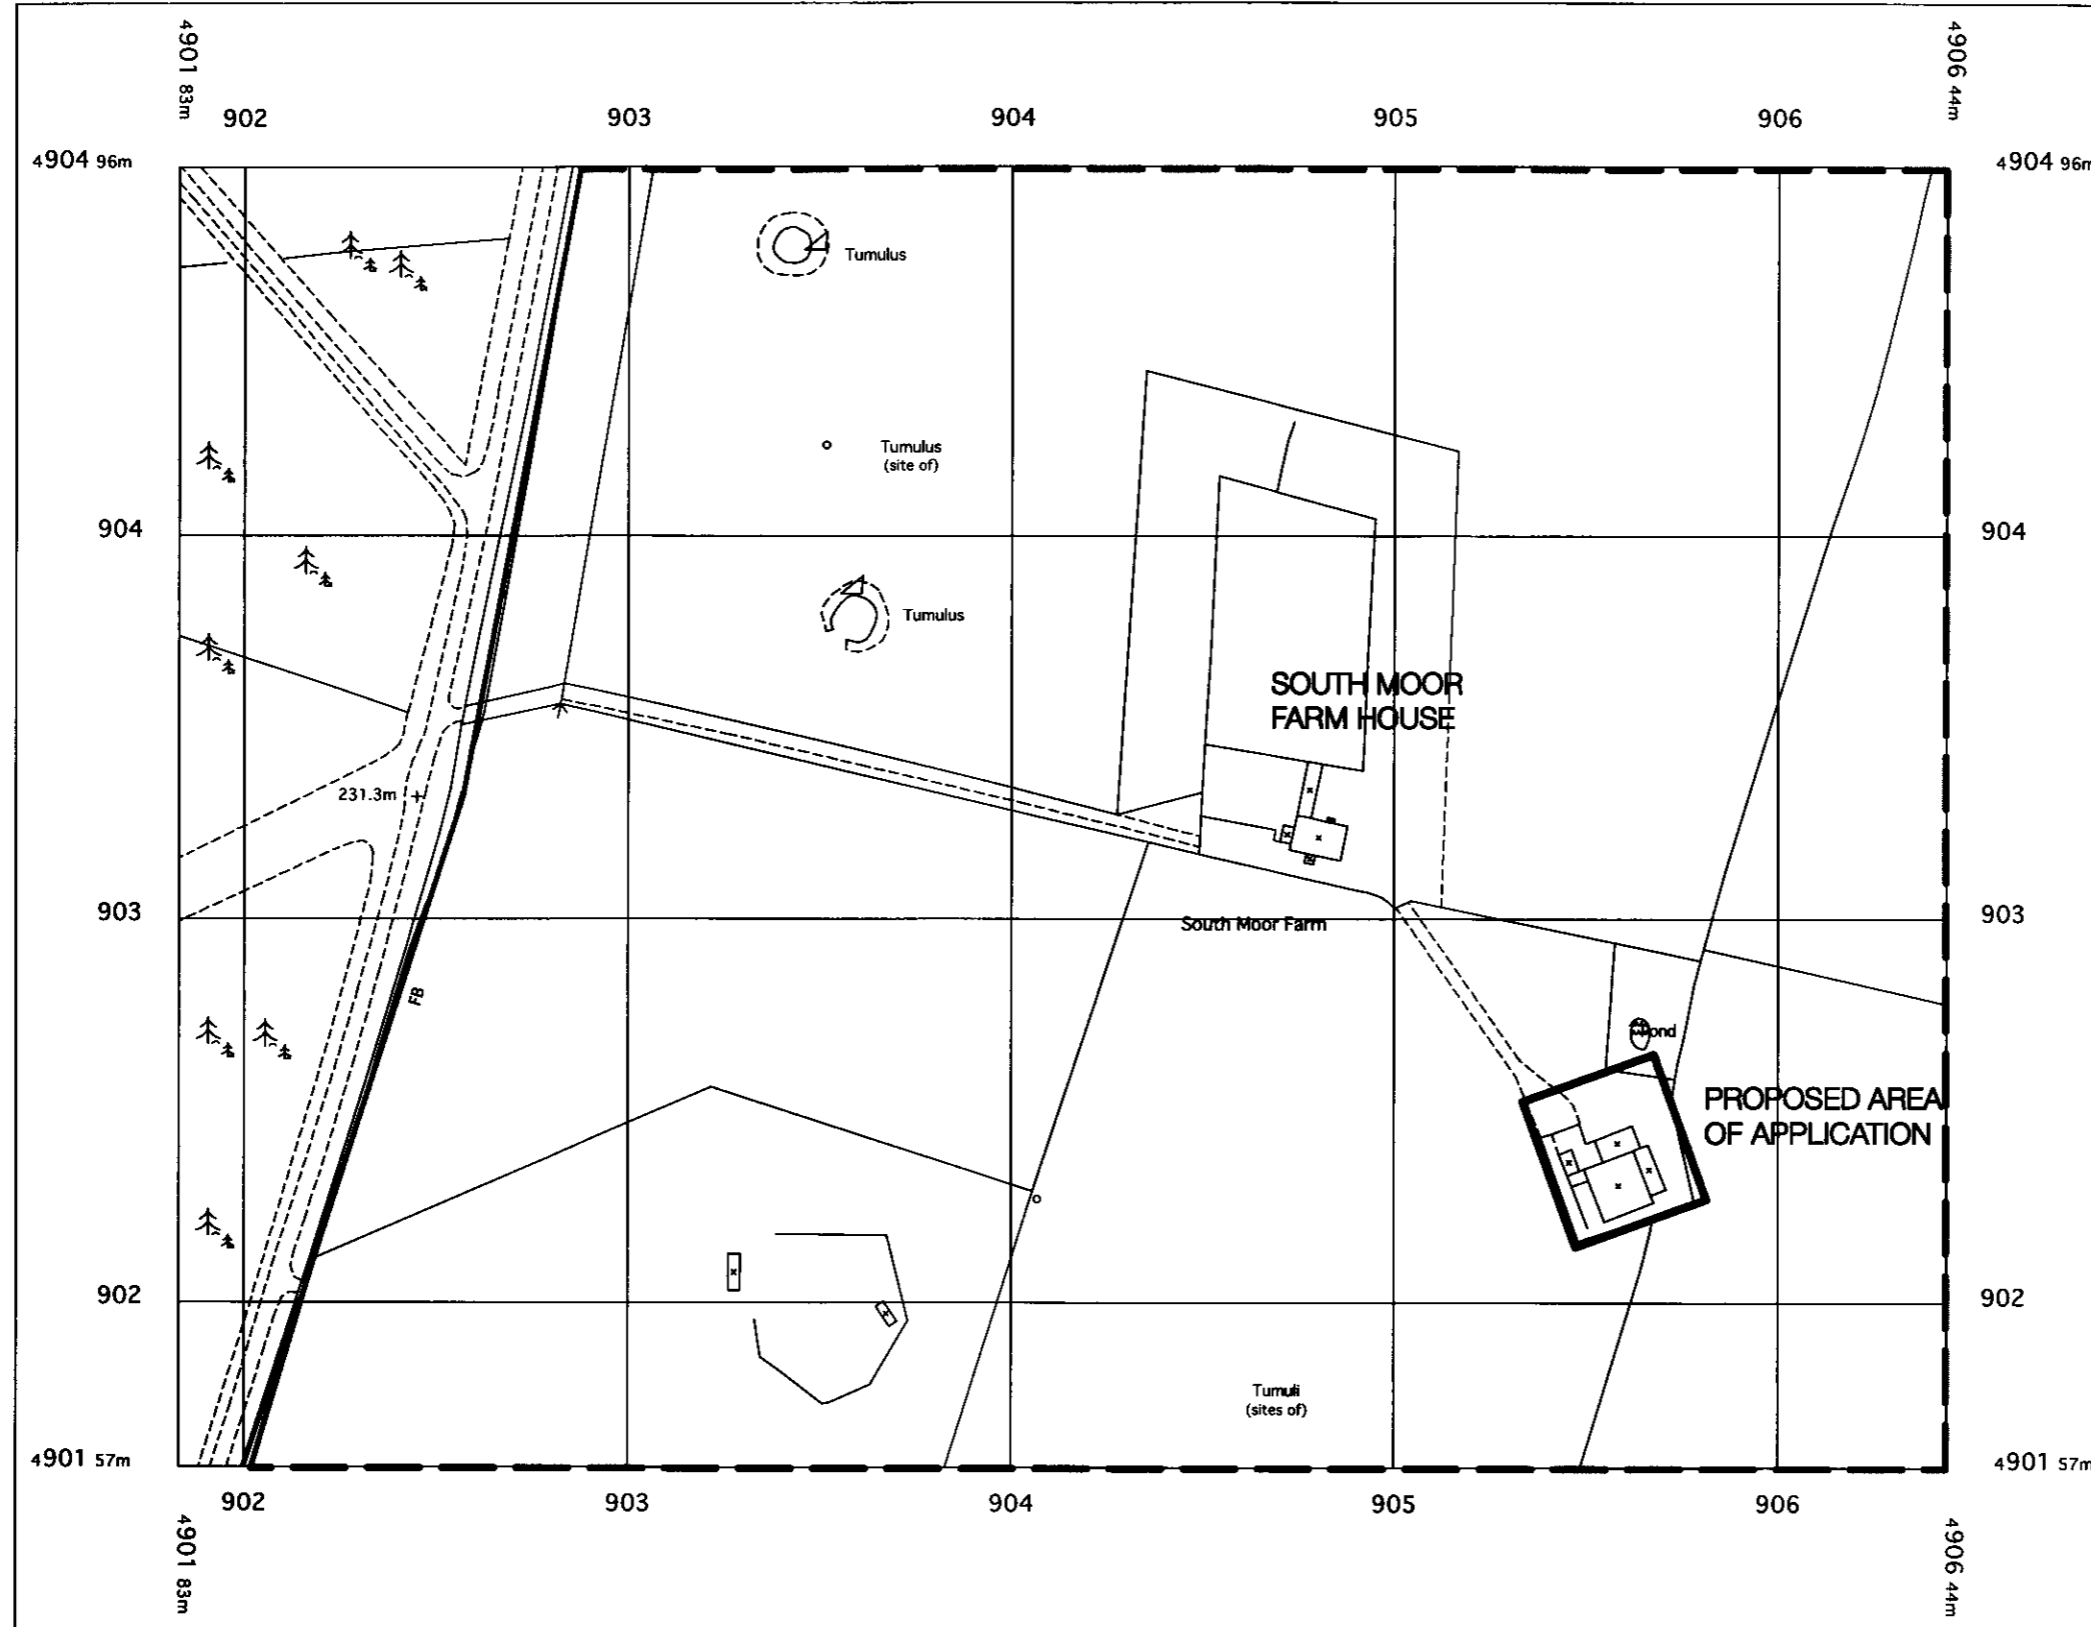 4901 83m
4906 44m
902 903 904 905 906
4904 96m
4904 96m
Tumulus
Tumulus
(site of)
904
904
Tumulus
SOUTH MOOR
FARM HOUSE
231.3m
903
903
South Moor Farm
FB
Pond
PROPOSED AREA
OF APPLICATION
902
902
Tumuli
(sites of)
4901 57m
4901 57m
902 903 904 905 906
4901 83m
4906 44m